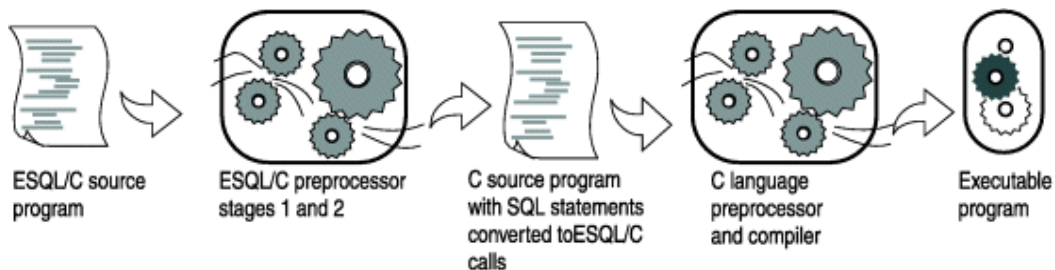 ESQL/C source
program
ESQL/C preprocessor
stages 1 and 2
C source program
with SQL statements
converted toESQL/C
calls
C language
preprocessor
and compiler
Executable
program